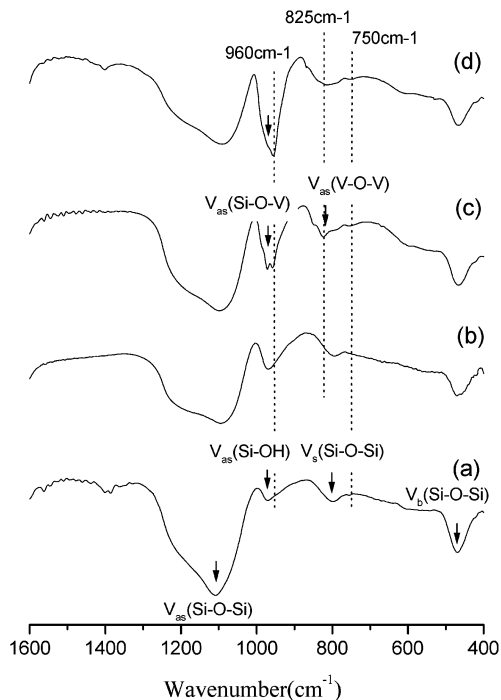 825cm-1
960cm-1
750cm-1
(d)
Vas(V-O-V)
Vas(Si-O-V)
(c)
(b)
Vas(Si-OH)
Vs(Si-O-Si)
(a)
Vb(Si-O-Si)
Vas(Si-O-Si)
1600 1400 1200 1000 800 600 400
Wavenumber(cm-1)